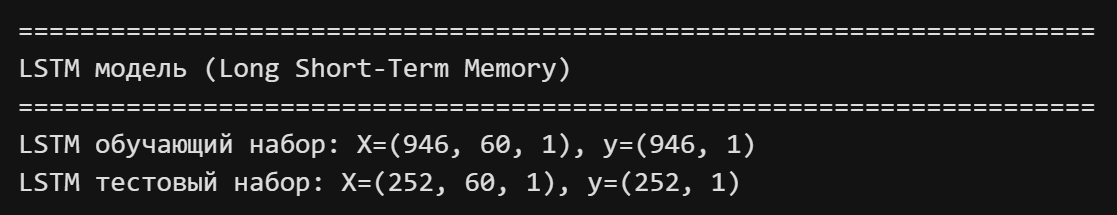 ======================================================================
LSTM модель (Long Short-Term Memory)
======================================================================
LSTM обучающий набор: X=(946, 60, 1), y=(946, 1)
LSTM тестовый набор: X=(252, 60, 1), y=(252, 1)